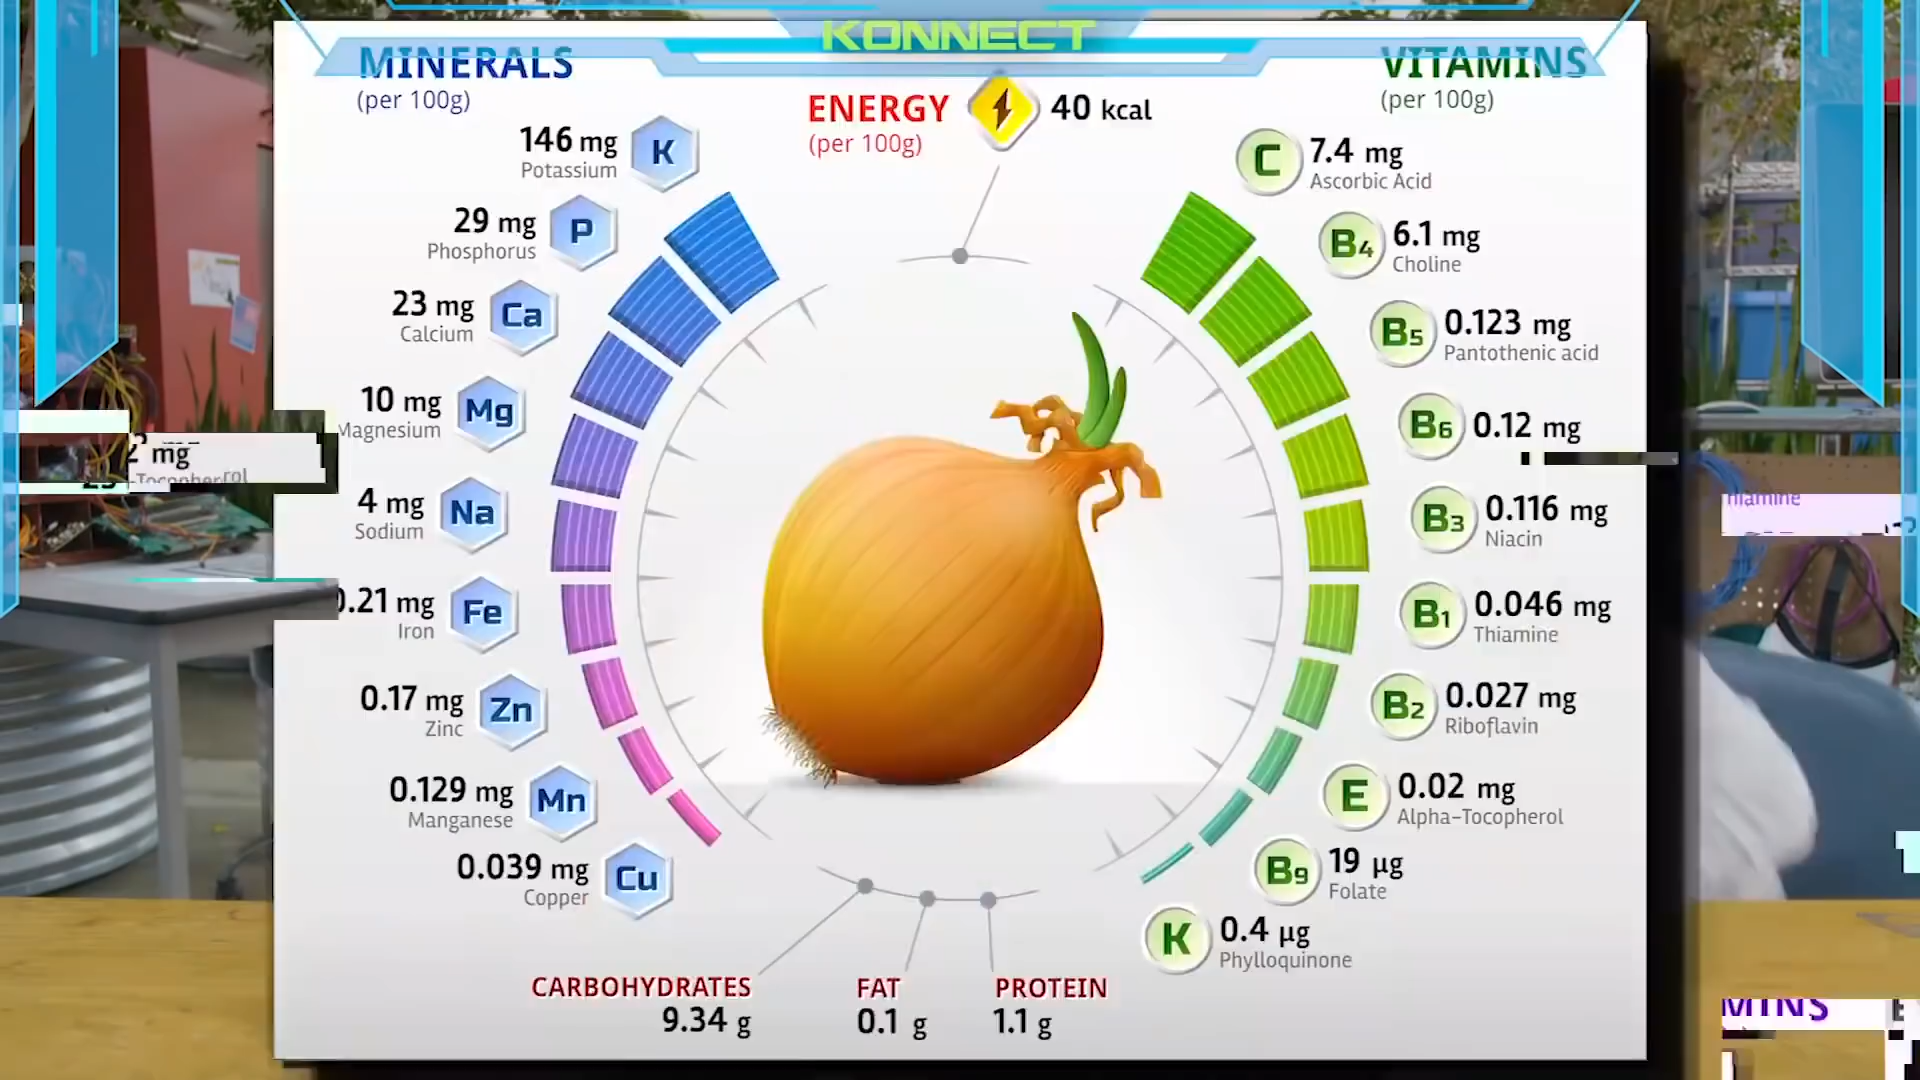 KONNECT
MINERALS
(per 100g)
ENERGY
(per 100g)
40 kcal
VITAMINS
(per 100g)
146 mg
Potassium
K
29 mg
Phosphorus
P
23 mg
Calcium
Ca
10 mg
Magnesium
Mg
4 mg
Sodium
Na
0.21 mg
Iron
Fe
0.17 mg
Zinc
Zn
0.129 mg
Manganese
Mn
0.039 mg
Copper
Cu
C
7.4 mg
Ascorbic Acid
B4
6.1 mg
Choline
B5
0.123 mg
Pantothenic acid
B6
0.12 mg
B3
0.116 mg
Niacin
B1
0.046 mg
Thiamine
B2
0.027 mg
Riboflavin
E
0.02 mg
Alpha-Tocopherol
B9
19 µg
Folate
K
0.4 µg
Phylloquinone
CARBOHYDRATES
9.34 g
FAT
0.1 g
PROTEIN
1.1 g
2 mg
-Tocopherol
hiamine
MINS